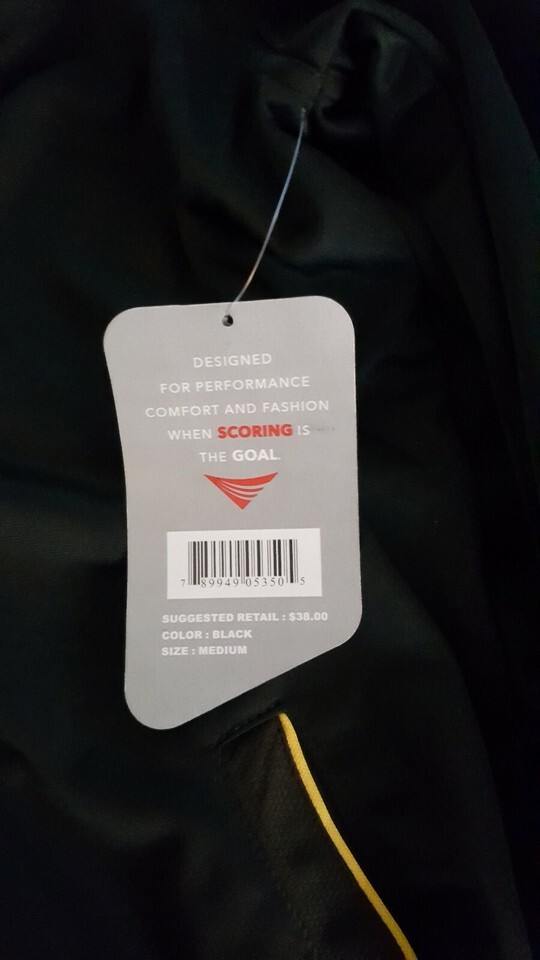 DESIGNED
FOR PERFORMANCE
COMFORT AND FASHION
WHEN SCORING IS
THE GOAL.
7 89949 05350 5
SUGGESTED RETAIL : $38.00
COLOR : BLACK
SIZE : MEDIUM